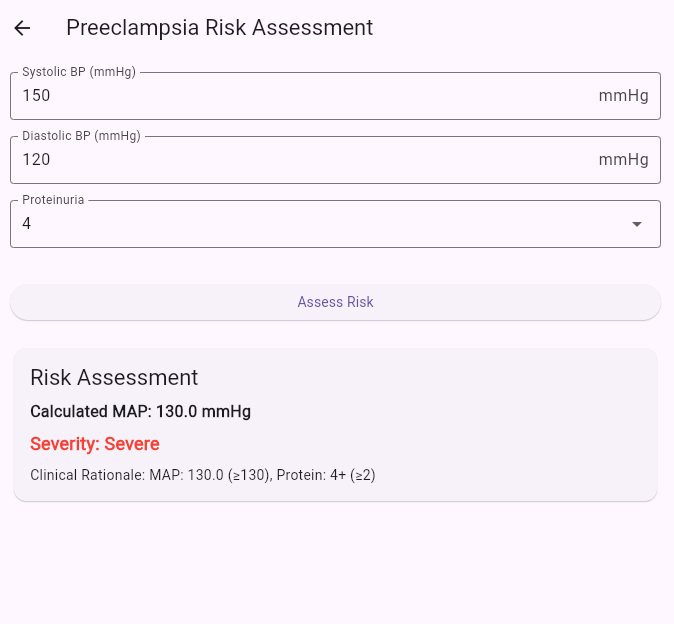 Preeclampsia Risk Assessment
Systolic BP (mmHg)
150 mmHg
Diastolic BP (mmHg)
120 mmHg
Proteinuria
4
Assess Risk
Risk Assessment
Calculated MAP: 130.0 mmHg
Severity: Severe
Clinical Rationale: MAP: 130.0 (≥130), Protein: 4+ (≥2)